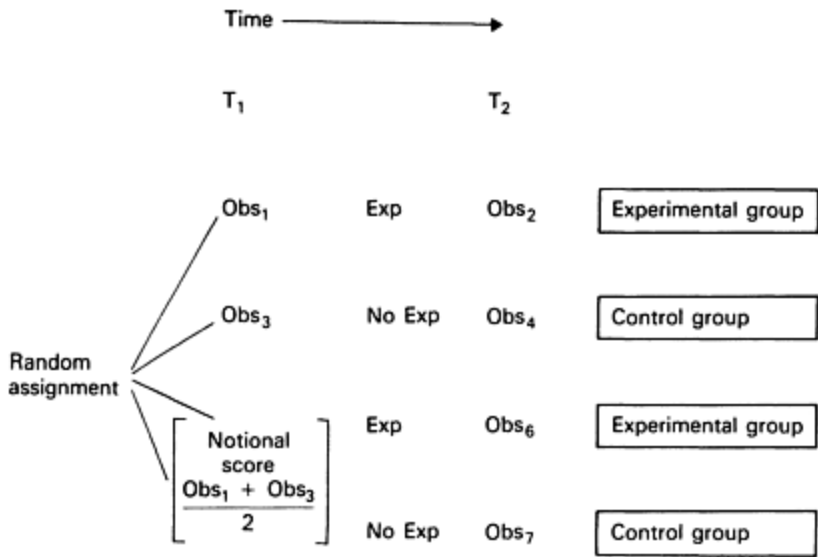 Time
T₁ T₂
Obs₁ Exp Obs₂ Experimental group
Obs₃ No Exp Obs₄ Control group
Random
assignment
Notional
score
Obs₁ + Obs₃
2
Exp Obs₆ Experimental group
No Exp Obs₇ Control group